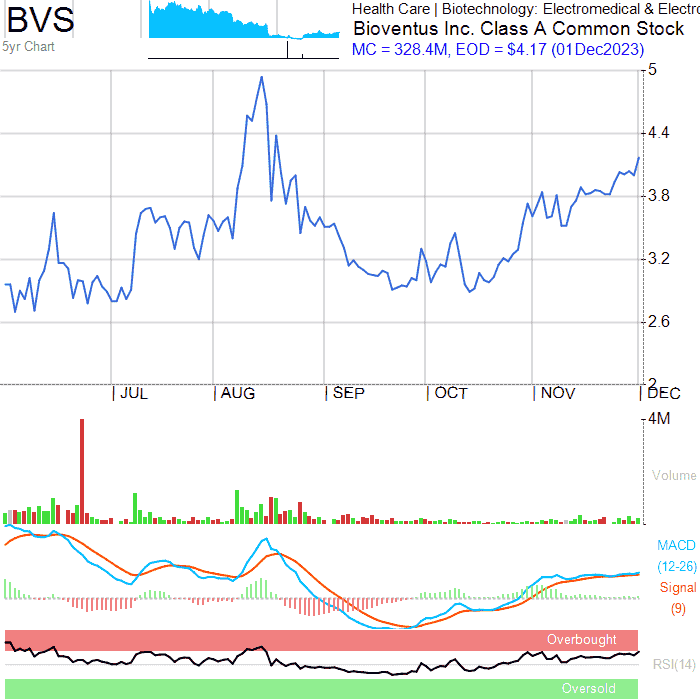 BVS
5yr Chart
Health Care | Biotechnology: Electromedical & Electro
Bioventus Inc. Class A Common Stock
MC = 328.4M, EOD = $4.17 (01Dec2023)
5
4.4
3.8
3.2
2.6
2
JUL AUG SEP OCT NOV DEC
4M
Volume
MACD
(12-26)
Signal
(9)
Overbought
RSI(14)
Oversold